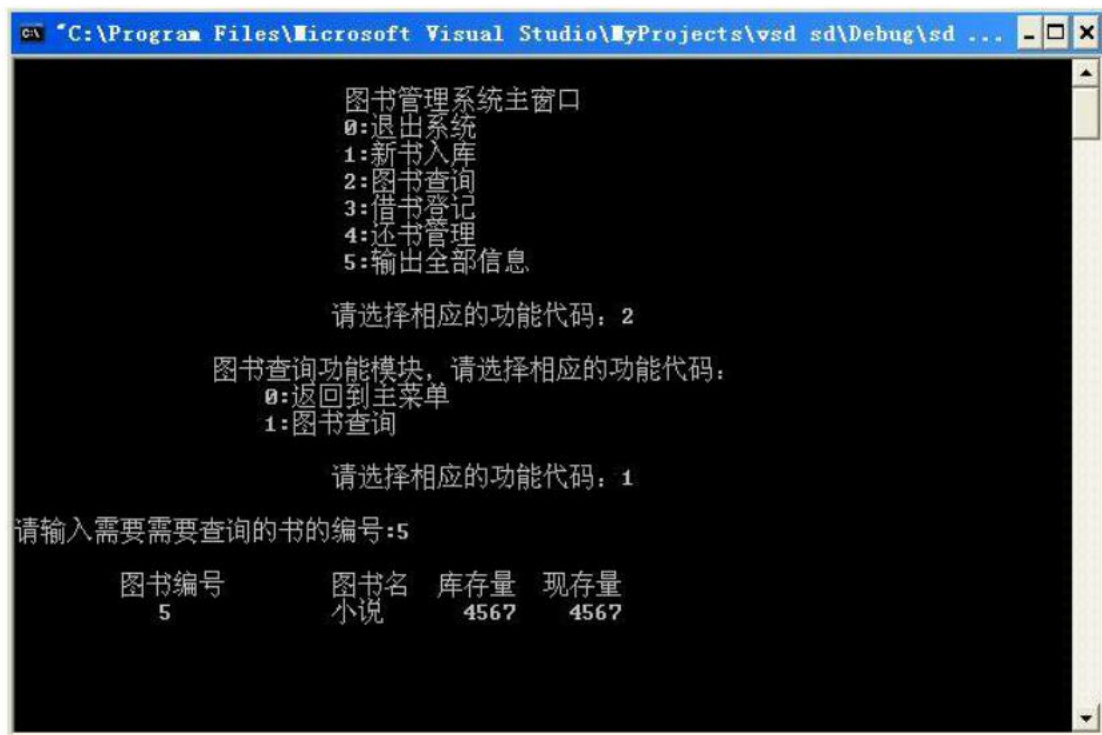 "C:\Program Files\Microsoft Visual Studio\MyProjects\vsd sd\Debug\sd ...
图书管理系统主窗口
0:退出系统
1:新书入库
2:图书查询
3:借书登记
4:还书管理
5:输出全部信息
请选择相应的功能代码：2
图书查询功能模块，请选择相应的功能代码：
0:返回到主菜单
1:图书查询
请选择相应的功能代码：1
请输入需要需要查询的书的编号:5
图书编号 图书名 库存量 现存量
5 小说 4567 4567